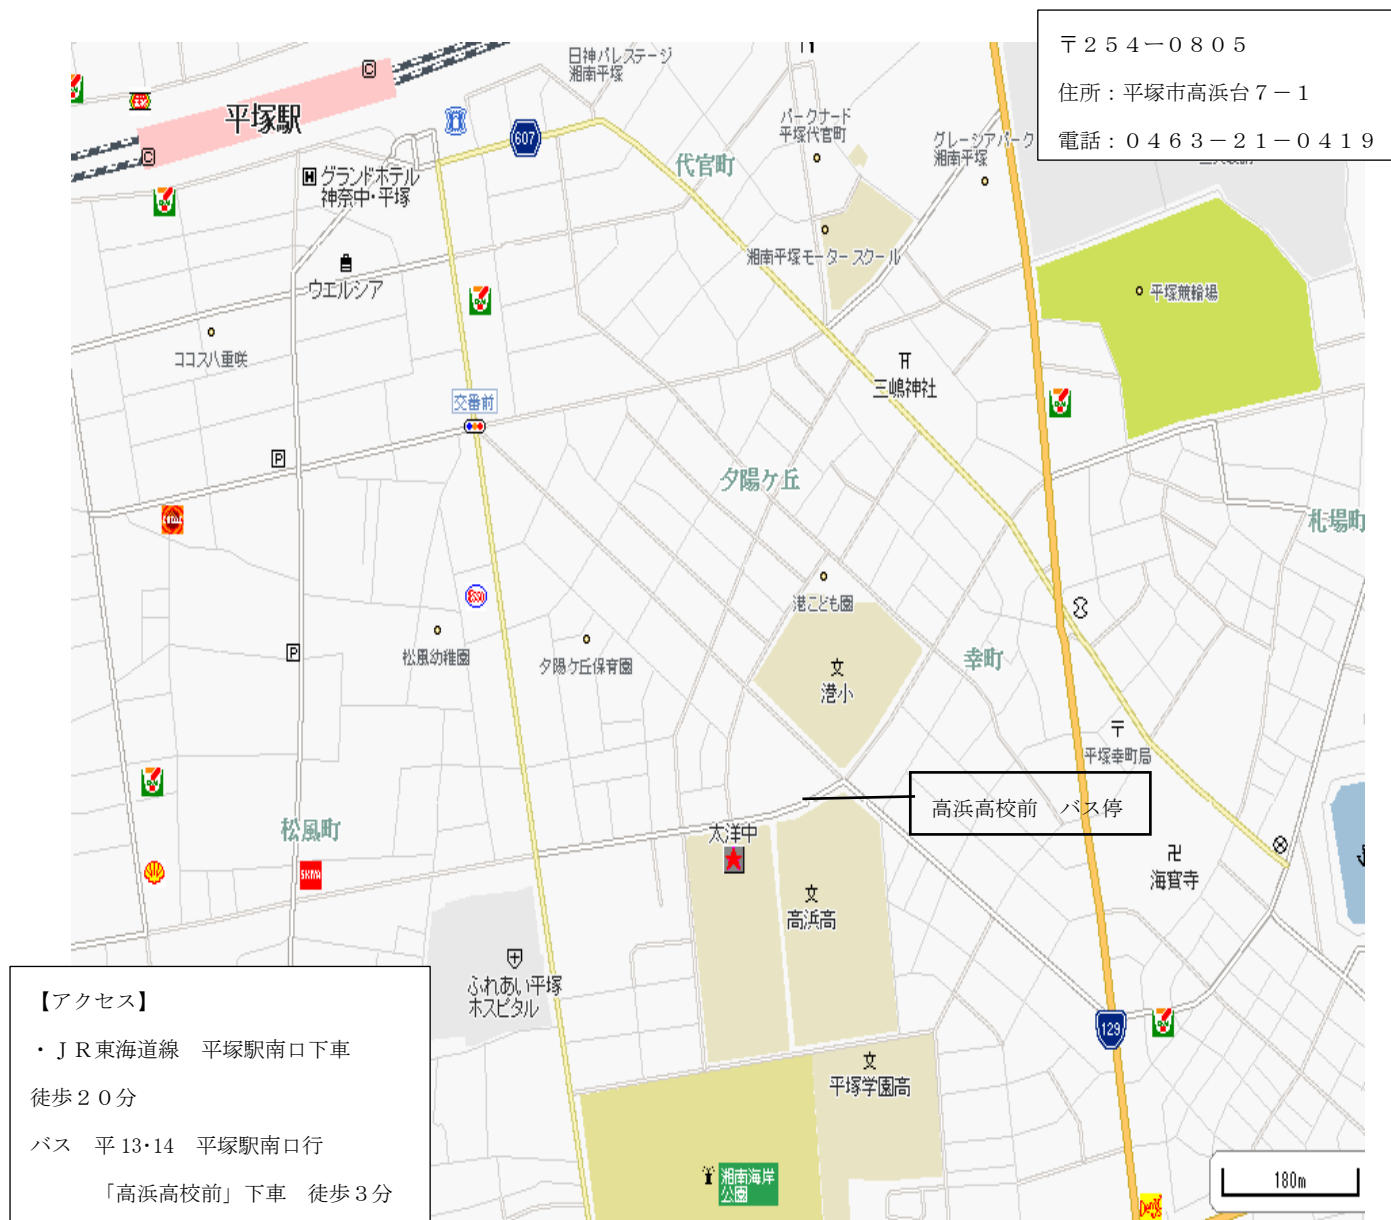 〒２５４－０８０５
住所：平塚市高浜台７－１
電話：０４６３－２１－０４１９
日神パレステージ
湘南平塚
平塚駅
607
パークナード
平塚代官町
グレーシアパーク
湘南平塚
代官町
グランドホテル
神奈中・平塚
湘南平塚モータースクール
ウエルシア
平塚競輪場
ココス八重咲
三嶋神社
交番前
P
夕陽ケ丘
札場町
港こども園
ESSO
松風幼稚園
夕陽ケ丘保育園
幸町
P
文
港小
〒
平塚幸町局
高浜高校前　バス停
松風町
太洋中
海寳寺
文
高浜高
ふれあい平塚
ホスピタル
129
文
平塚学園高
湘南海岸
公園
180m
Denny's
【アクセス】
・ＪＲ東海道線　平塚駅南口下車
徒歩２０分
バス　平 13･14　平塚駅南口行
「高浜高校前」下車　徒歩３分